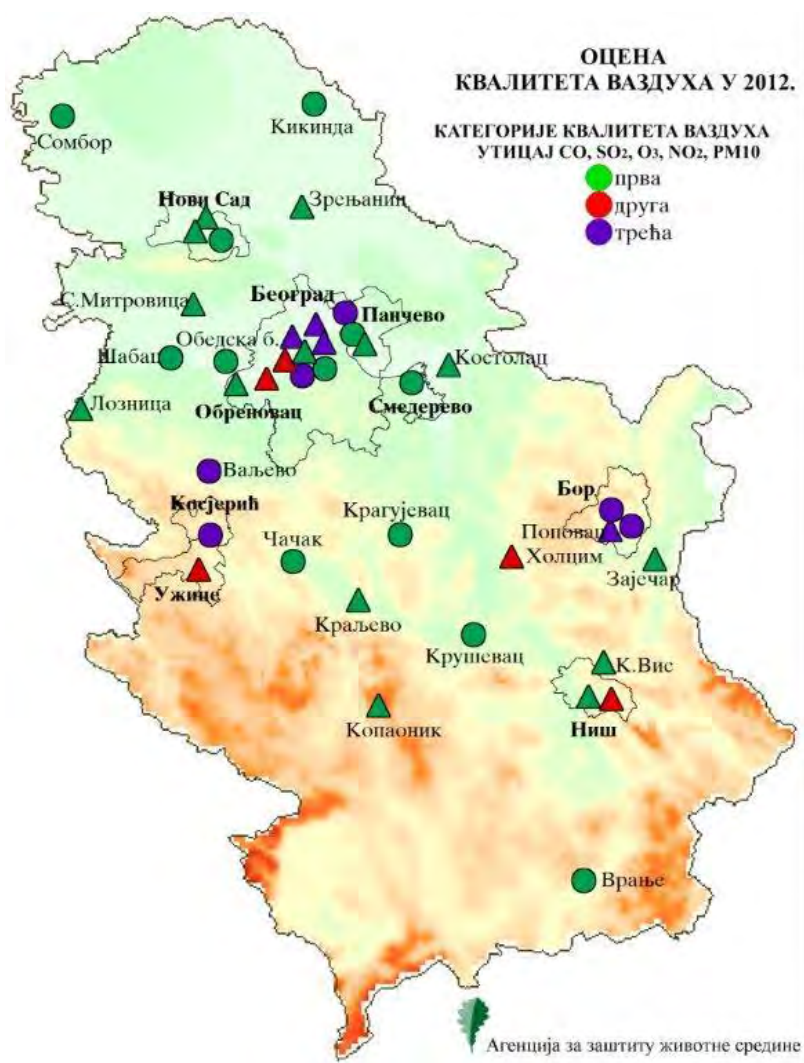 ОЦЕНА
КВАЛИТЕТА ВАЗДУХА У 2012.
КАТЕГОРИЈЕ КВАЛИТЕТА ВАЗДУХА
УТИЦАЈ CO, SO2, O3, NO2, PM10
прва
друга
трећа
Сомбор
Кикинда
Нови Сад
Зрењанин
С.Митровица
Београд
Панчево
Обедска б.
Шабац
Костолац
Лозница
Обреновац
Смедерево
Ваљево
Косјерић
Бор
Крагујевац
Поповац
Чачак
Холцим
Зајечар
Ужице
Краљево
Крушевац
К.Вис
Копаоник
Ниш
Врање
Агенција за заштиту животне средине